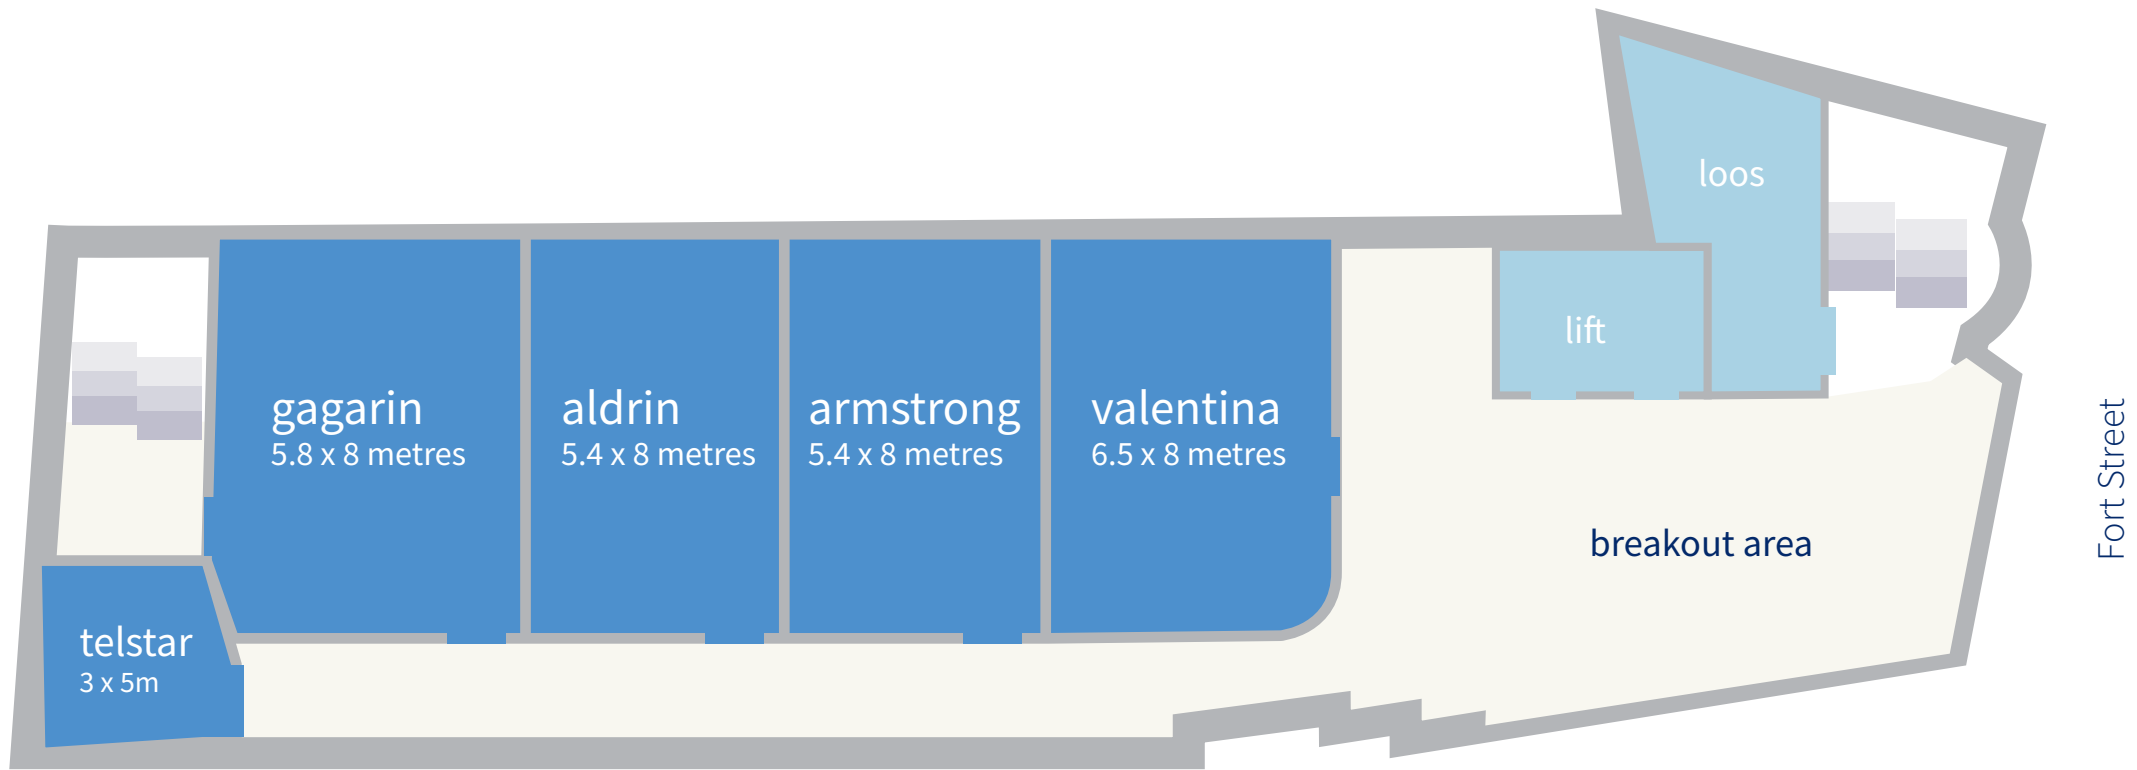 loos
lift
gagarin
5.8 x 8 metres
aldrin
5.4 x 8 metres
armstrong
5.4 x 8 metres
valentina
6.5 x 8 metres
breakout area
Fort Street
telstar
3 x 5m